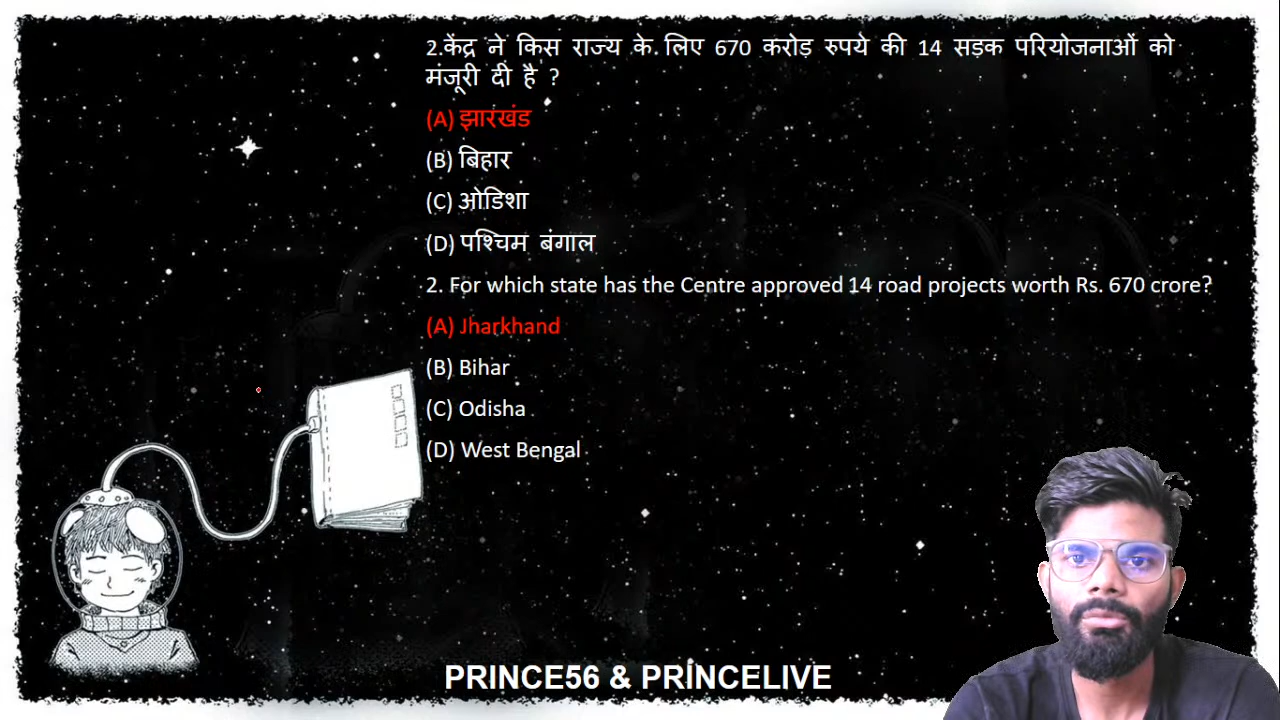 2.केंद्र ने किस राज्य के. लिए 670 करोड़ रुपये की 14 सड़क परियोजनाओं को
मंजूरी दी है ?
(A) झारखंड
(B) बिहार
(C) ओडिशा
(D) पश्चिम बंगाल
2. For which state has the Centre approved 14 road projects worth Rs. 670 crore?
(A) Jharkhand
(B) Bihar
(C) Odisha
(D) West Bengal
PRINCE56 & PRINCELIVE